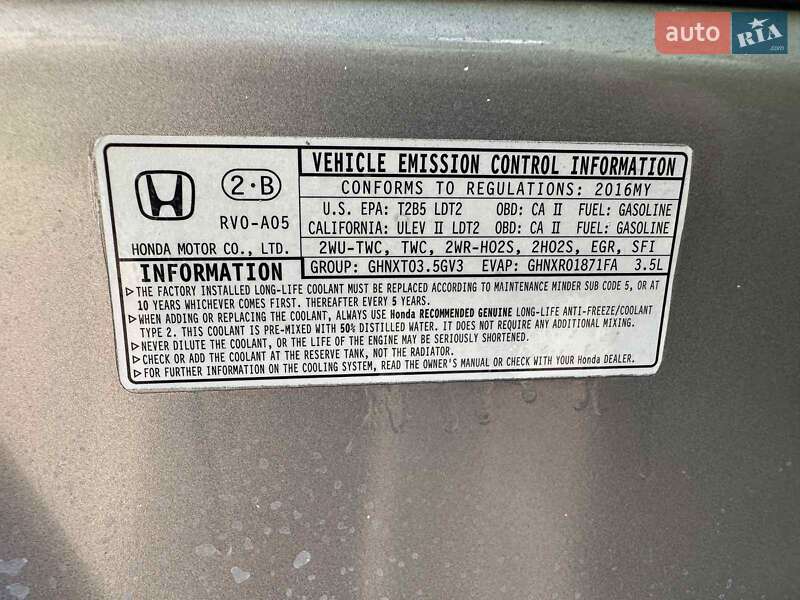 auto RIA.com
VEHICLE EMISSION CONTROL INFORMATION
2·B
RV0-A05
HONDA MOTOR CO., LTD.
CONFORMS TO REGULATIONS: 2016MY
U.S. EPA: T2B5 LDT2 OBD: CA II FUEL: GASOLINE
CALIFORNIA: ULEV II LDT2 OBD: CA II FUEL: GASOLINE
2WU-TWC, TWC, 2WR-HO2S, 2HO2S, EGR, SFI
GROUP: GHNXT03.5GV3 EVAP: GHNXR01871FA 3.5L
INFORMATION
▷THE FACTORY INSTALLED LONG-LIFE COOLANT MUST BE REPLACED ACCORDING TO MAINTENANCE MINDER SUB CODE 5, OR AT
10 YEARS WHICHEVER COMES FIRST. THEREAFTER EVERY 5 YEARS.
▷WHEN ADDING OR REPLACING THE COOLANT, ALWAYS USE Honda RECOMMENDED GENUINE LONG-LIFE ANTI-FREEZE/COOLANT
TYPE 2. THIS COOLANT IS PRE-MIXED WITH 50% DISTILLED WATER. IT DOES NOT REQUIRE ANY ADDITIONAL MIXING.
▷NEVER DILUTE THE COOLANT, OR THE LIFE OF THE ENGINE MAY BE SERIOUSLY SHORTENED.
▷CHECK OR ADD THE COOLANT AT THE RESERVE TANK, NOT THE RADIATOR.
▷FOR FURTHER INFORMATION ON THE COOLING SYSTEM, READ THE OWNER'S MANUAL OR CHECK WITH YOUR Honda DEALER.